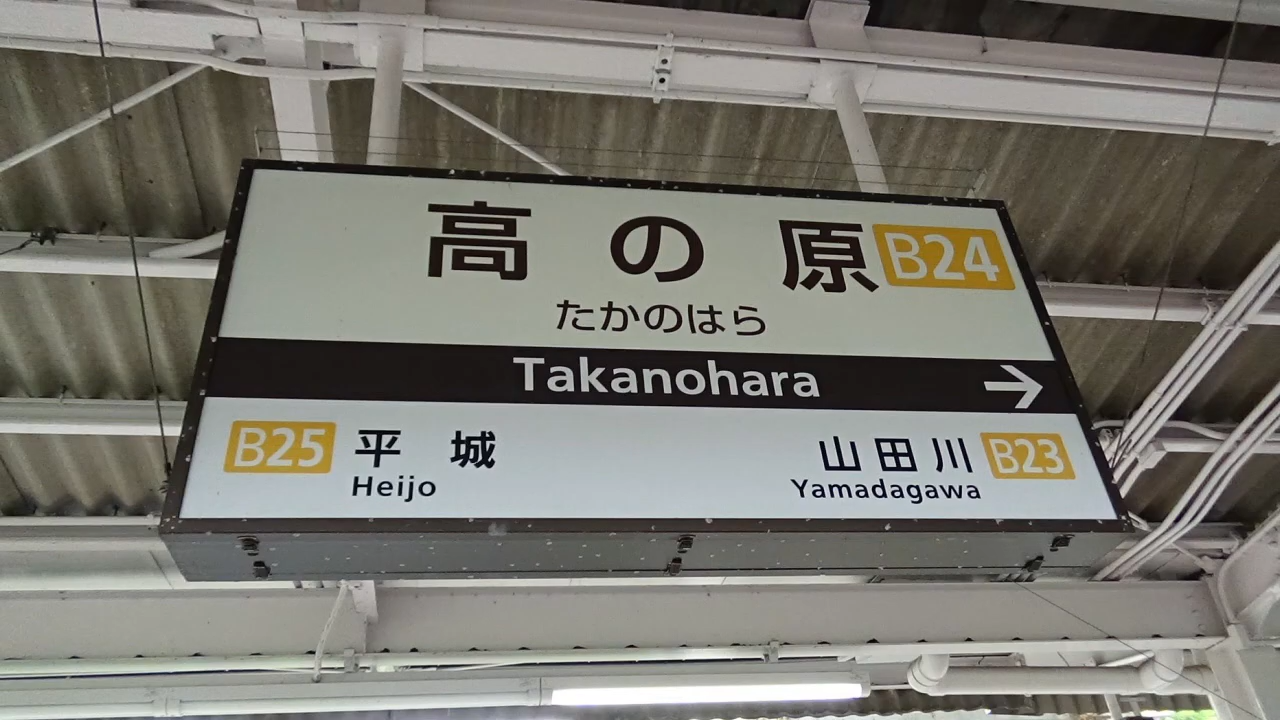 高の原 B24
たかのはら
Takanohara →
B25 平城 山田川 B23
Heijo Yamadagawa